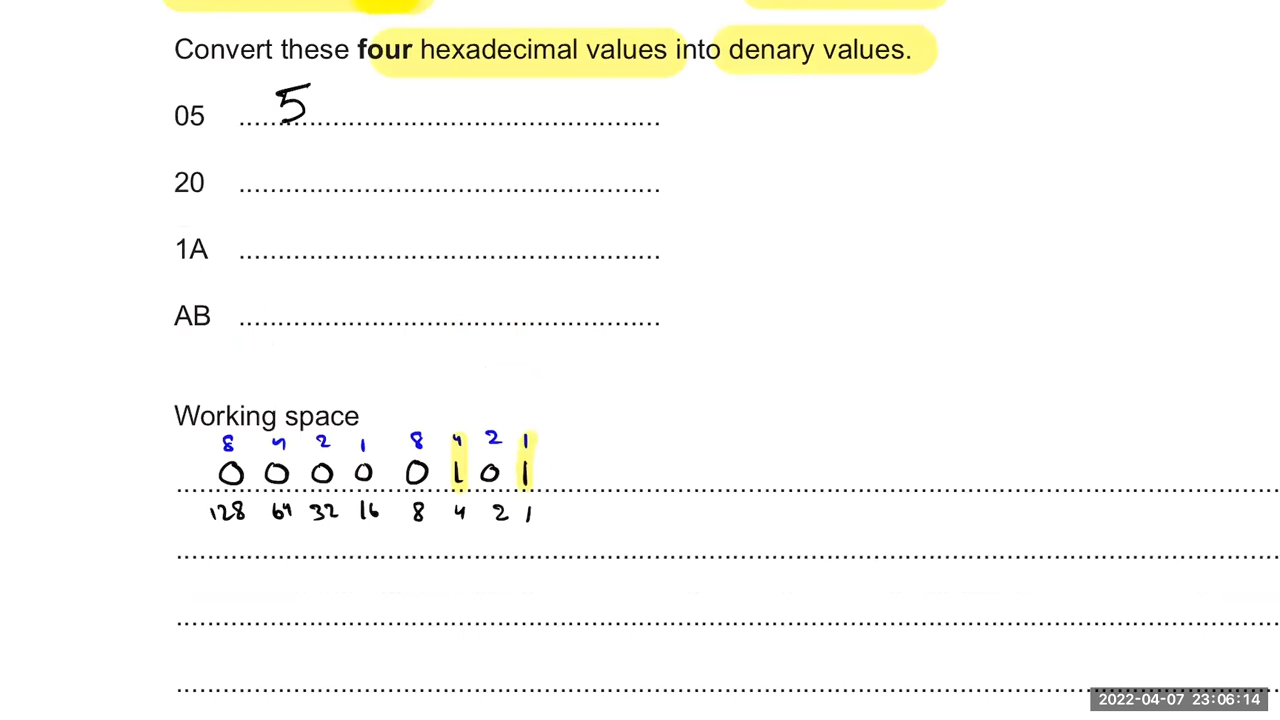 Convert these four hexadecimal values into denary values.
05 ..................................................... 5
20 .....................................................
1A .....................................................
AB .....................................................
Working space
8 4 2 1 8 4 2 1
0 0 0 0 0 1 0 1
128 64 32 16 8 4 2 1
2022-04-07 23:06:14